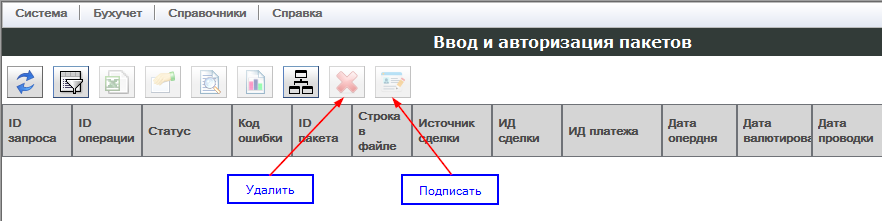 Система Бухучет Справочники Справка
Ввод и авторизация пакетов
ID запроса ID операции Статус Код ошибки ID пакета Строка в файле Источник сделки ИД сделки ИД платежа Дата опердня Дата валютирова Дата проводки
Удалить Подписать